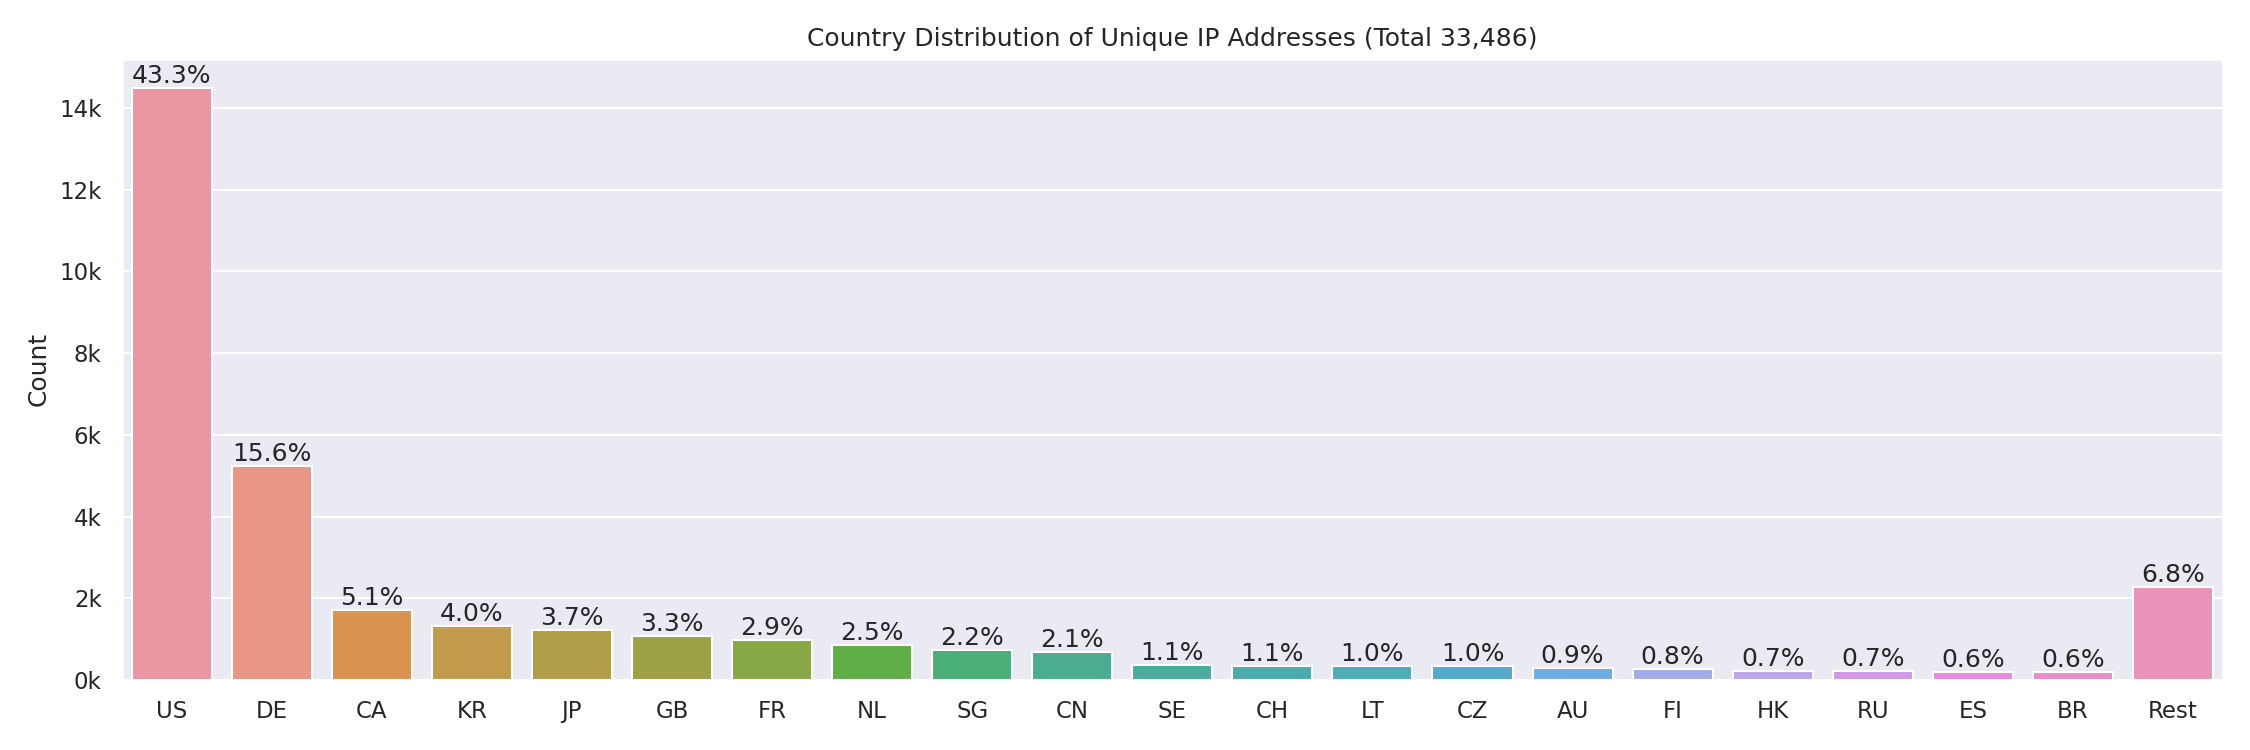 Country Distribution of Unique IP Addresses (Total 33,486)
Count
14k
12k
10k
8k
6k
4k
2k
0k
43.3%
15.6%
5.1%
4.0%
3.7%
3.3%
2.9%
2.5%
2.2%
2.1%
1.1%
1.1%
1.0%
1.0%
0.9%
0.8%
0.7%
0.7%
0.6%
0.6%
6.8%
US DE CA KR JP GB FR NL SG CN SE CH LT CZ AU FI HK RU ES BR Rest